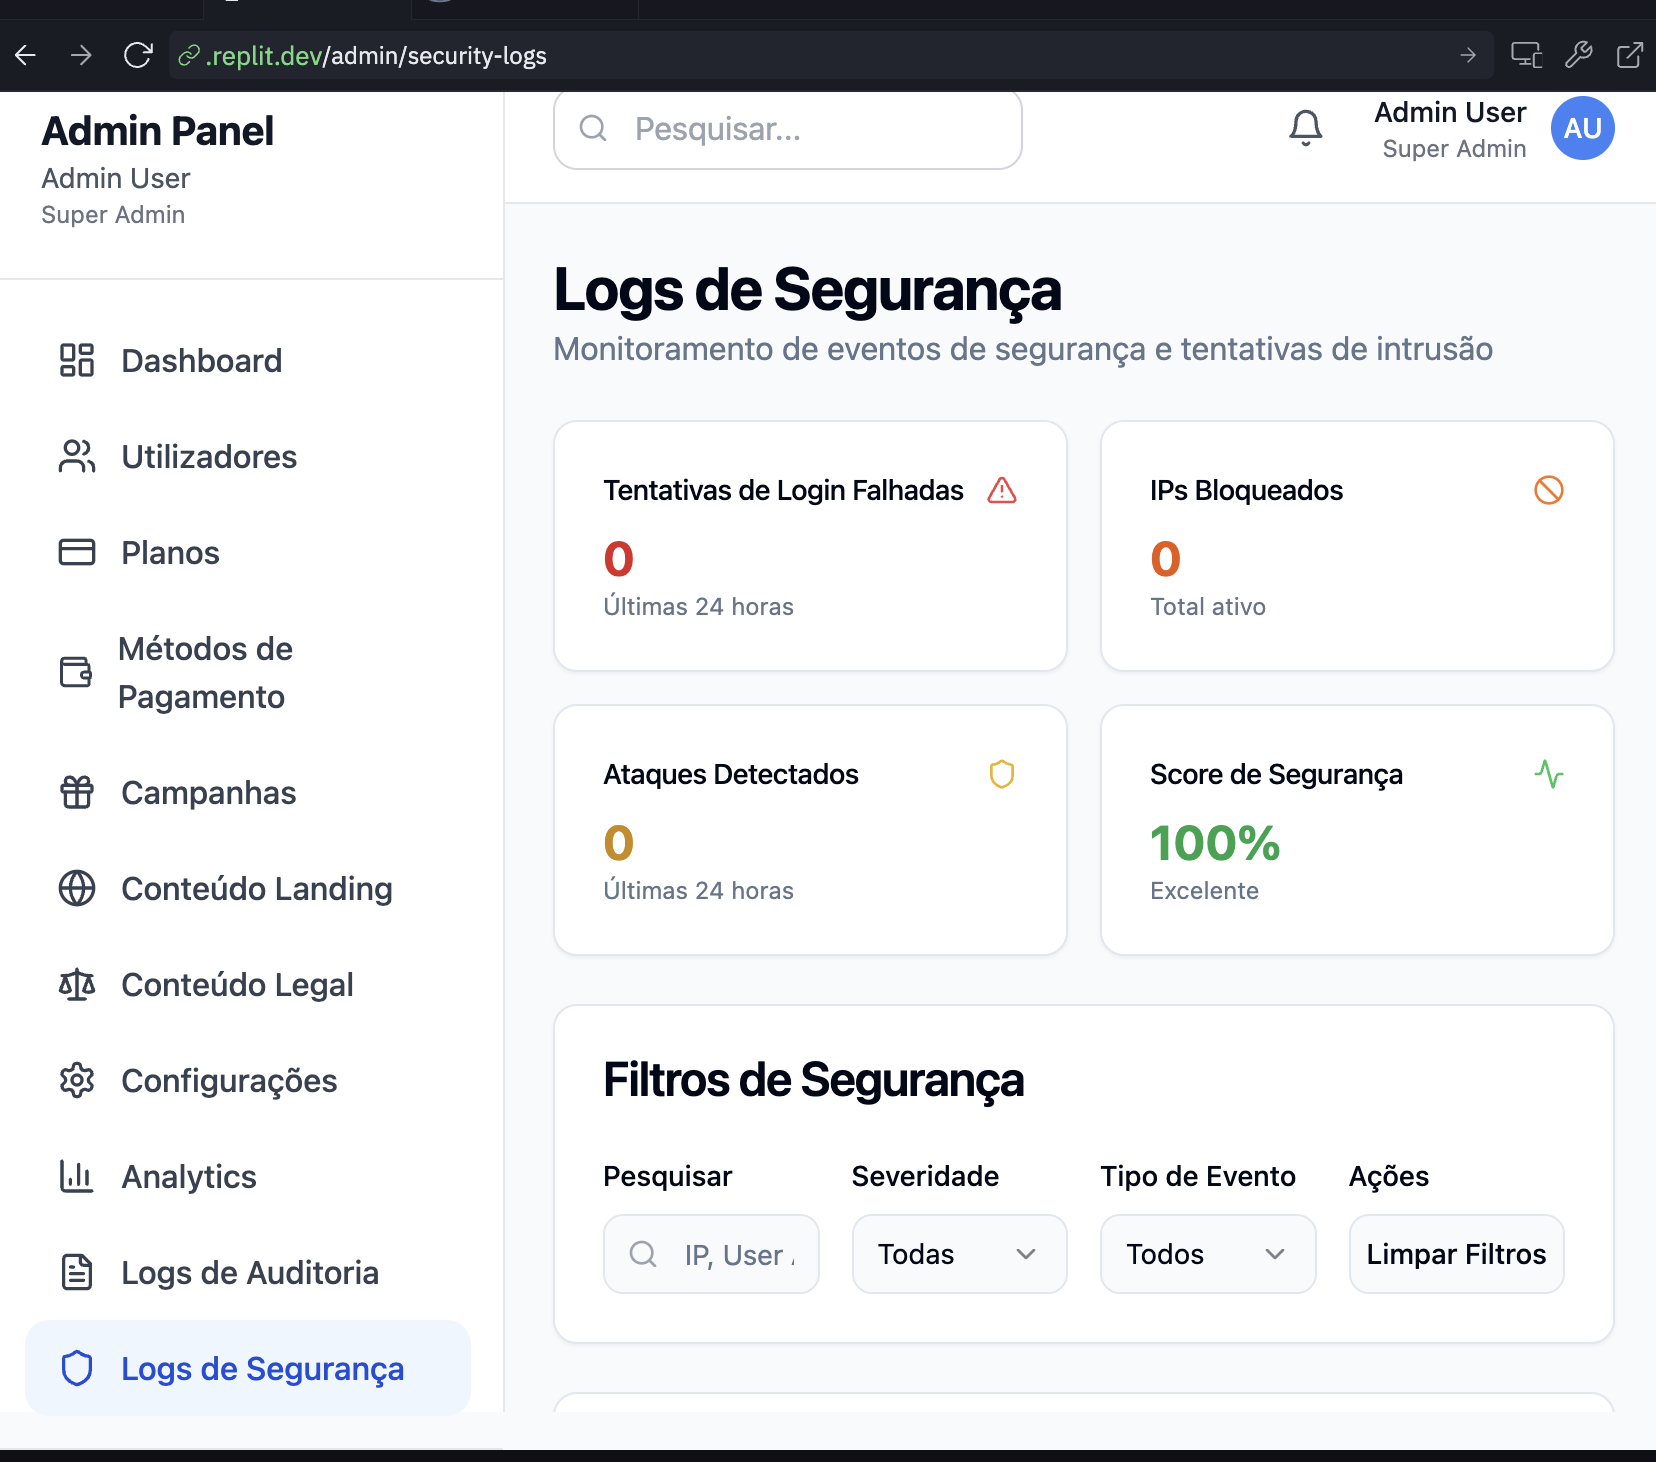 .replit.dev/admin/security-logs
Admin Panel
Admin User
Super Admin
Pesquisar...
Admin User
Super Admin
AU
Dashboard
Utilizadores
Planos
Métodos de
Pagamento
Campanhas
Conteúdo Landing
Conteúdo Legal
Configurações
Analytics
Logs de Auditoria
Logs de Segurança
Logs de Segurança
Monitoramento de eventos de segurança e tentativas de intrusão
Tentativas de Login Falhadas
0
Últimas 24 horas
IPs Bloqueados
0
Total ativo
Ataques Detectados
0
Últimas 24 horas
Score de Segurança
100%
Excelente
Filtros de Segurança
Pesquisar
IP, User
Severidade
Todas
Tipo de Evento
Todos
Ações
Limpar Filtros